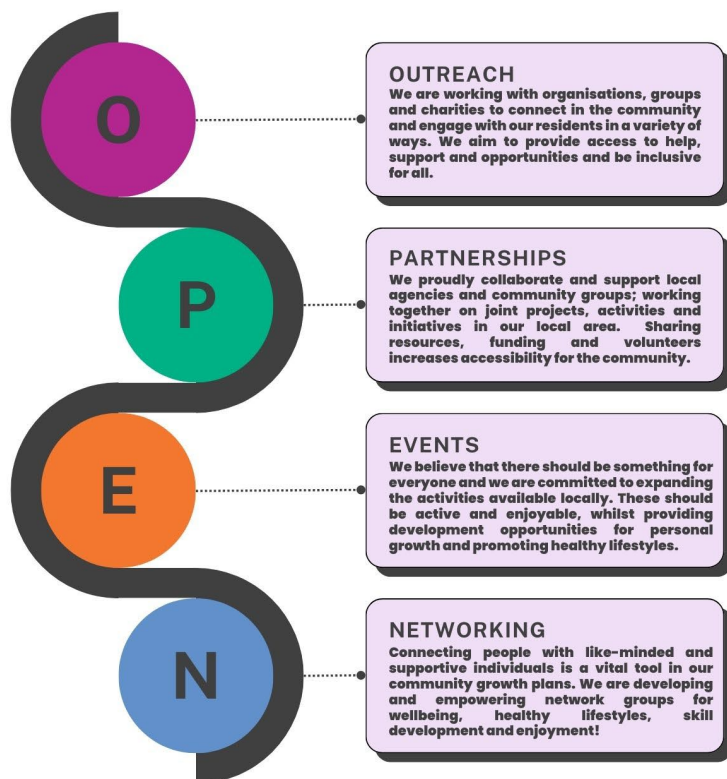 O
OUTREACH
We are working with organisations, groups
and charities to connect in the community
and engage with our residents in a variety of
ways. We aim to provide access to help,
support and opportunities and be inclusive
for all.
P
PARTNERSHIPS
We proudly collaborate and support local
agencies and community groups; working
together on joint projects, activities and
initiatives in our local area. Sharing
resources, funding and volunteers
increases accessibility for the community.
E
EVENTS
We believe that there should be something for
everyone and we are committed to expanding
the activities available locally. These should
be active and enjoyable, whilst providing
development opportunities for personal
growth and promoting healthy lifestyles.
N
NETWORKING
Connecting people with like-minded and
supportive individuals is a vital tool in our
community growth plans. We are developing
and empowering network groups for
wellbeing, healthy lifestyles, skill
development and enjoyment!